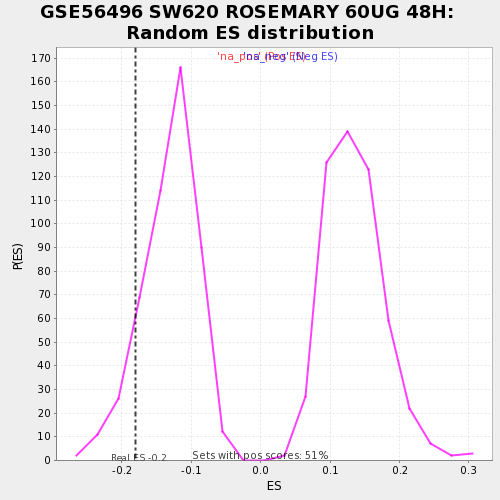 GSE56496 SW620 ROSEMARY 60UG 48H:
Random ES distribution
'na_pos' (Pos ES)
'na_neg' (Neg ES)
170
160
150
140
130
120
110
100
90
80
70
60
50
40
30
20
10
0
P(ES)
Real ES -0.2
Sets with pos scores: 51%
-0.2 -0.1 0.0 0.1 0.2 0.3
ES